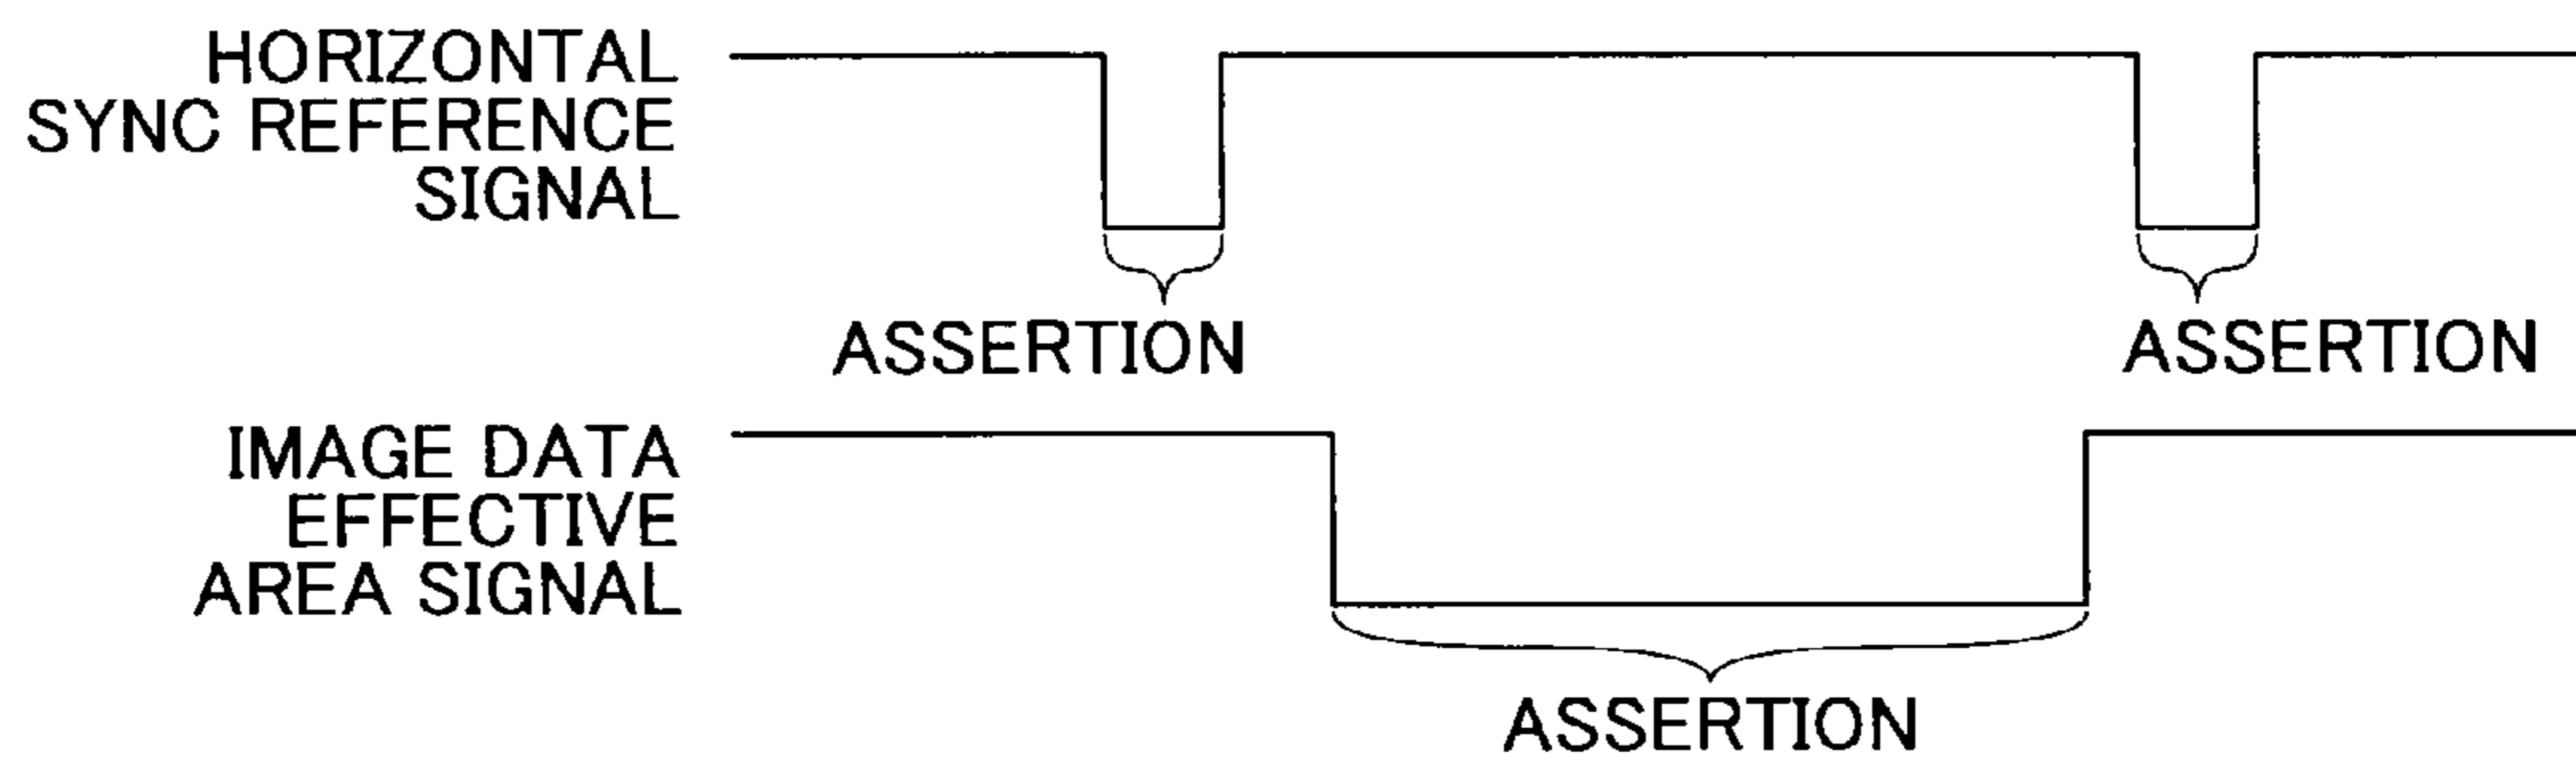 HORIZONTAL
SYNC REFERENCE
SIGNAL
ASSERTION
ASSERTION
IMAGE DATA
EFFECTIVE
AREA SIGNAL
ASSERTION